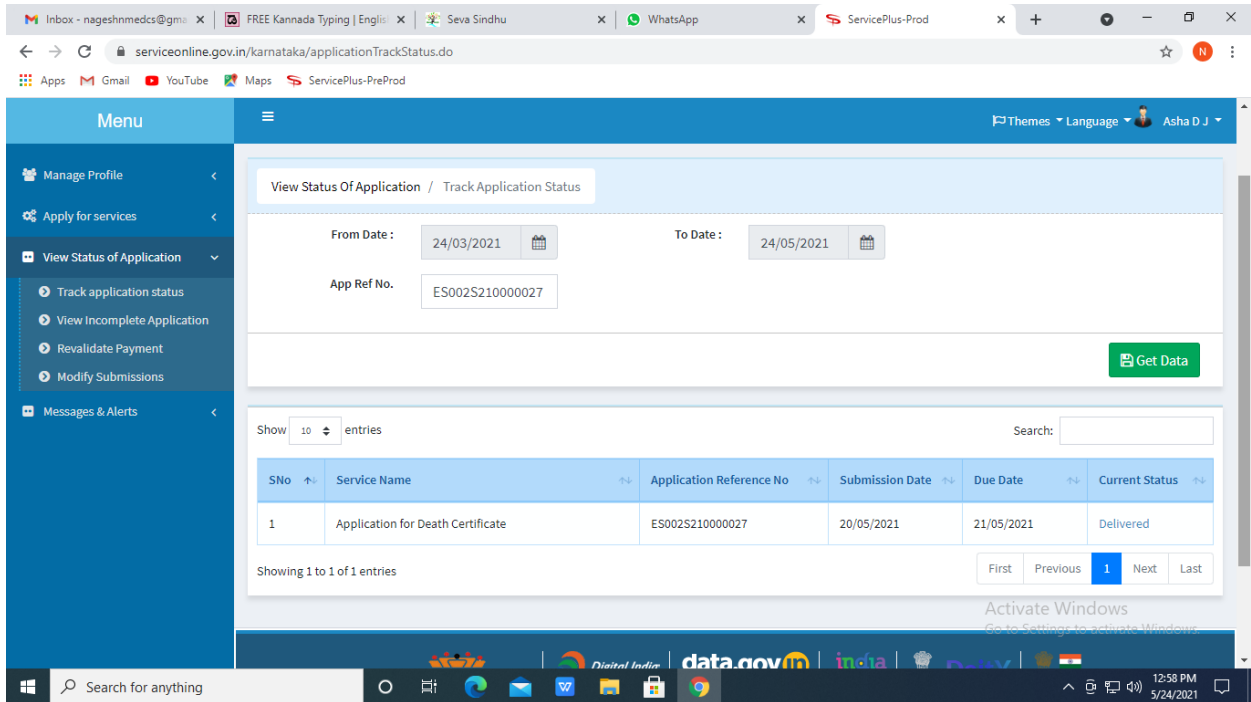 Inbox - nageshnmedcs@gma
FREE Kannada Typing | Englis
Seva Sindhu
WhatsApp
ServicePlus-Prod
N
serviceonline.gov.in/karnataka/applicationTrackStatus.do
Apps Gmail YouTube Maps ServicePlus-PreProd
Menu
Themes Language Asha D J
Manage Profile
Apply for services
View Status of Application
Track application status
View Incomplete Application
Revalidate Payment
Modify Submissions
Messages & Alerts
View Status Of Application / Track Application Status
From Date : 24/03/2021 To Date : 24/05/2021
App Ref No. ES002S210000027
Get Data
Show 10 entries Search:
SNo Service Name Application Reference No Submission Date Due Date Current Status
1 Application for Death Certificate ES002S210000027 20/05/2021 21/05/2021 Delivered
Showing 1 to 1 of 1 entries First Previous 1 Next Last
Activate Windows
Go to Settings to activate Windows.
Digital India data.gov in india
Search for anything
12:58 PM
5/24/2021